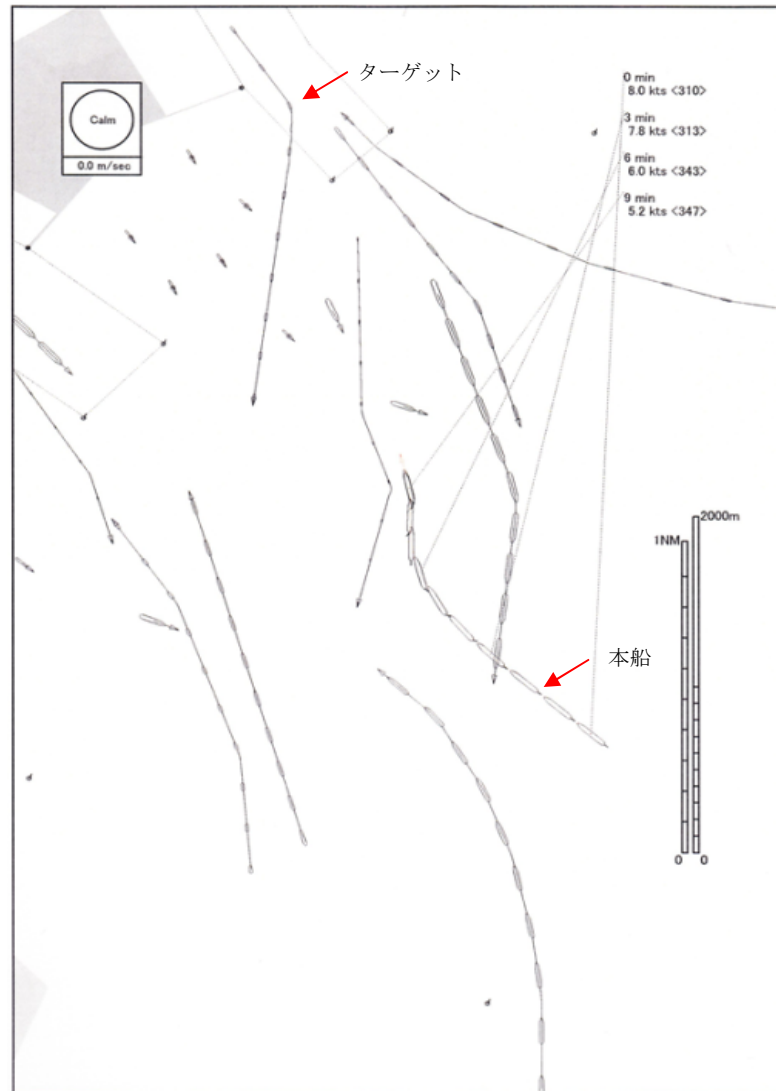 ターゲット
Calm
0.0 m/sec
0 min
8.0 kts <310>
3 min
7.8 kts <313>
6 min
6.0 kts <343>
9 min
5.2 kts <347>
2000m
1NM
本船
0
0